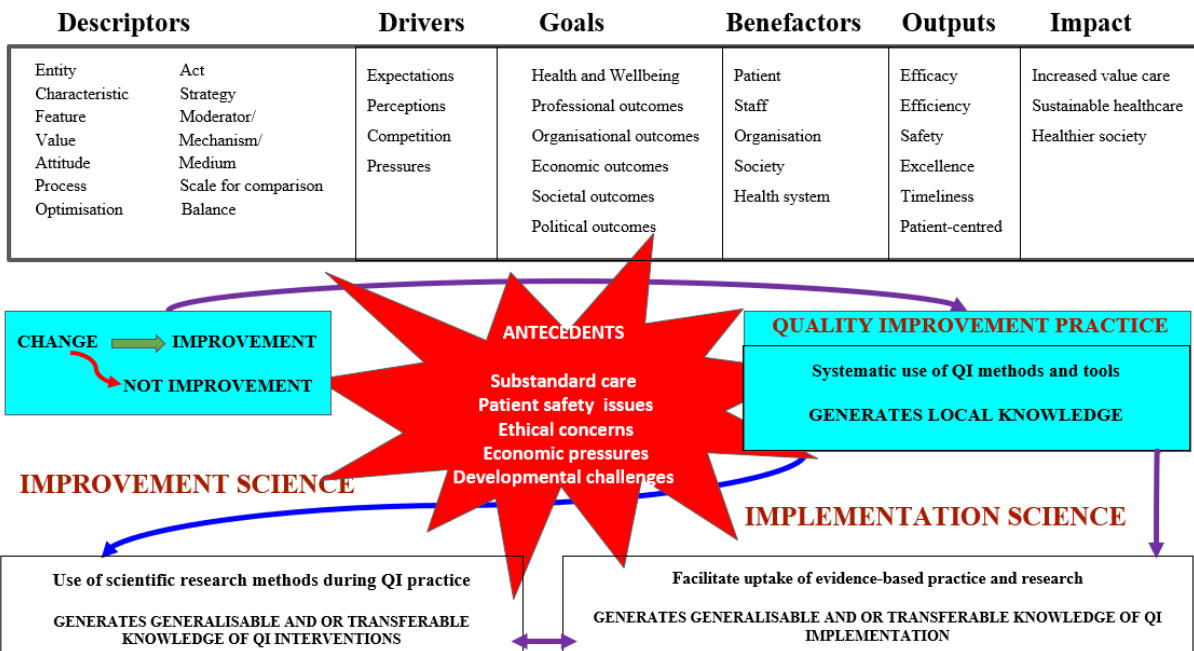 Descriptors
Drivers
Goals
Benefactors
Outputs
Impact
Entity
Characteristic
Feature
Value
Attitude
Process
Optimisation
Act
Strategy
Moderator/
Mechanism/
Medium
Scale for comparison
Balance
Expectations
Perceptions
Competition
Pressures
Health and Wellbeing
Professional outcomes
Organisational outcomes
Economic outcomes
Societal outcomes
Political outcomes
Patient
Staff
Organisation
Society
Health system
Efficacy
Efficiency
Safety
Excellence
Timeliness
Patient-centred
Increased value care
Sustainable healthcare
Healthier society
CHANGE IMPROVEMENT
NOT IMPROVEMENT
ANTECEDENTS
Substandard care
Patient safety issues
Ethical concerns
Economic pressures
Developmental challenges
QUALITY IMPROVEMENT PRACTICE
Systematic use of QI methods and tools
GENERATES LOCAL KNOWLEDGE
IMPROVEMENT SCIENCE
IMPLEMENTATION SCIENCE
Use of scientific research methods during QI practice
GENERATES GENERALISABLE AND OR TRANSFERABLE
KNOWLEDGE OF QI INTERVENTIONS
Facilitate uptake of evidence-based practice and research
GENERATES GENERALISABLE AND OR TRANSFERABLE KNOWLEDGE OF QI
IMPLEMENTATION